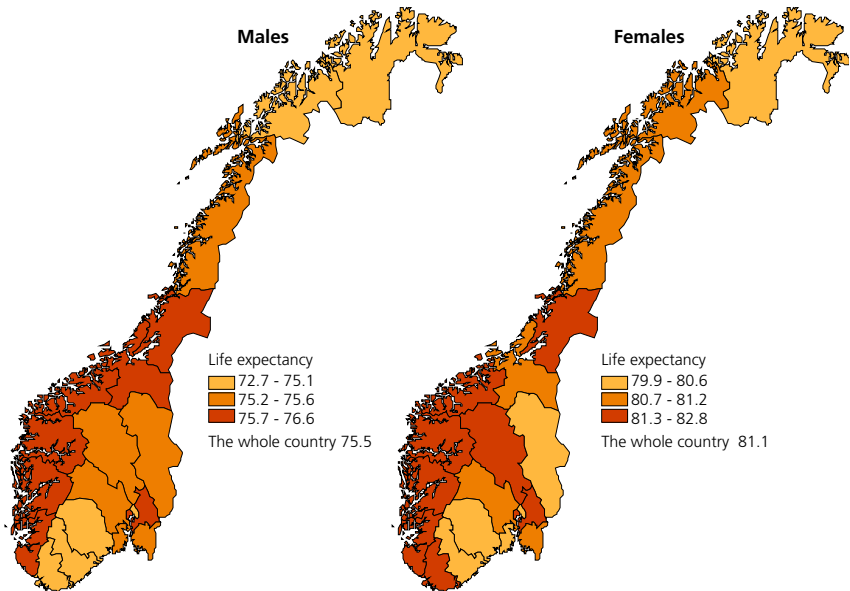 Males
Life expectancy
72.7 - 75.1
75.2 - 75.6
75.7 - 76.6
The whole country 75.5
Females
Life expectancy
79.9 - 80.6
80.7 - 81.2
81.3 - 82.8
The whole country 81.1